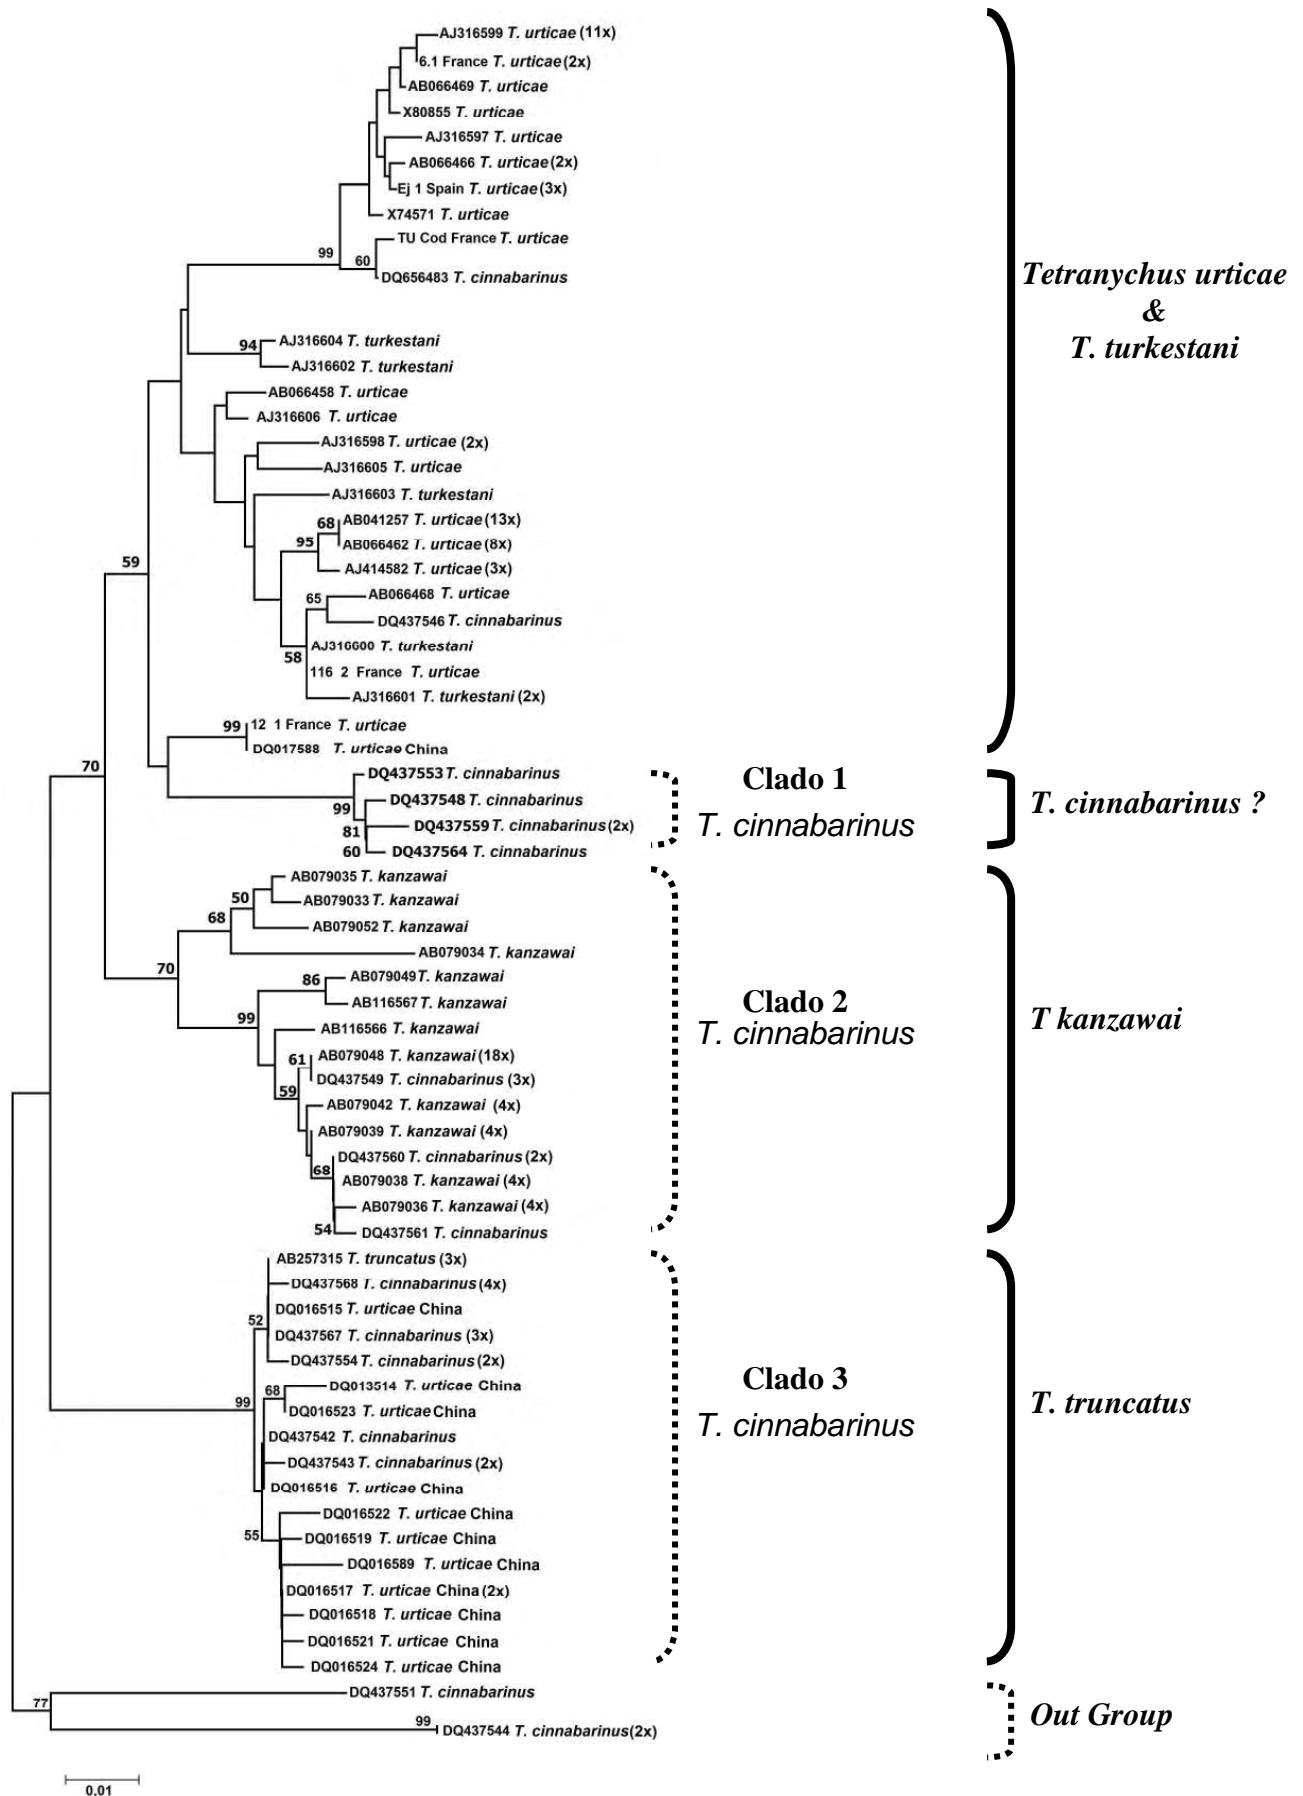 AJ316599 T. urticae (11x)
6.1 France T. urticae (2x)
AB066469 T. urticae
X80855 T. urticae
AJ316597 T. urticae
AB066466 T. urticae (2x)
Ej 1 Spain T. urticae (3x)
X74571 T. urticae
TU Cod France T. urticae
99
60
DQ656483 T. cinnabarinus
Tetranychus urticae
&
T. turkestani
94
AJ316604 T. turkestani
AJ316602 T. turkestani
AB066458 T. urticae
AJ316606 T. urticae
AJ316598 T. urticae (2x)
AJ316605 T. urticae
AJ316603 T. turkestani
68
AB041257 T. urticae (13x)
95
AB066462 T. urticae (8x)
AJ414582 T. urticae (3x)
59
65
AB066468 T. urticae
DQ437546 T. cinnabarinus
58
AJ316600 T. turkestani
116 2 France T. urticae
AJ316601 T. turkestani (2x)
99
12 1 France T. urticae
DQ017588 T. urticae China
70
DQ437553 T. cinnabarinus
99
DQ437548 T. cinnabarinus
81
DQ437559 T. cinnabarinus (2x)
60
DQ437564 T. cinnabarinus
Clado 1
T. cinnabarinus
T. cinnabarinus ?
AB079035 T. kanzawai
50
AB079033 T. kanzawai
68
AB079052 T. kanzawai
AB079034 T. kanzawai
70
86
AB079049 T. kanzawai
AB116567 T. kanzawai
99
AB116566 T. kanzawai
61
AB079048 T. kanzawai (18x)
DQ437549 T. cinnabarinus (3x)
59
AB079042 T. kanzawai (4x)
AB079039 T. kanzawai (4x)
DQ437560 T. cinnabarinus (2x)
68
AB079038 T. kanzawai (4x)
AB079036 T. kanzawai (4x)
54
DQ437561 T. cinnabarinus
Clado 2
T. cinnabarinus
T kanzawai
AB257315 T. truncatus (3x)
DQ437568 T. cinnabarinus (4x)
DQ016515 T. urticae China
52
DQ437567 T. cinnabarinus (3x)
DQ437554 T. cinnabarinus (2x)
68
DQ013514 T. urticae China
99
DQ016523 T. urticae China
DQ437542 T. cinnabarinus
DQ437543 T. cinnabarinus (2x)
DQ016516 T. urticae China
DQ016522 T. urticae China
55
DQ016519 T. urticae China
DQ016589 T. urticae China
DQ016517 T. urticae China (2x)
DQ016518 T. urticae China
DQ016521 T. urticae China
DQ016524 T. urticae China
Clado 3
T. cinnabarinus
T. truncatus
77
DQ437551 T. cinnabarinus
99
DQ437544 T. cinnabarinus (2x)
Out Group
0.01